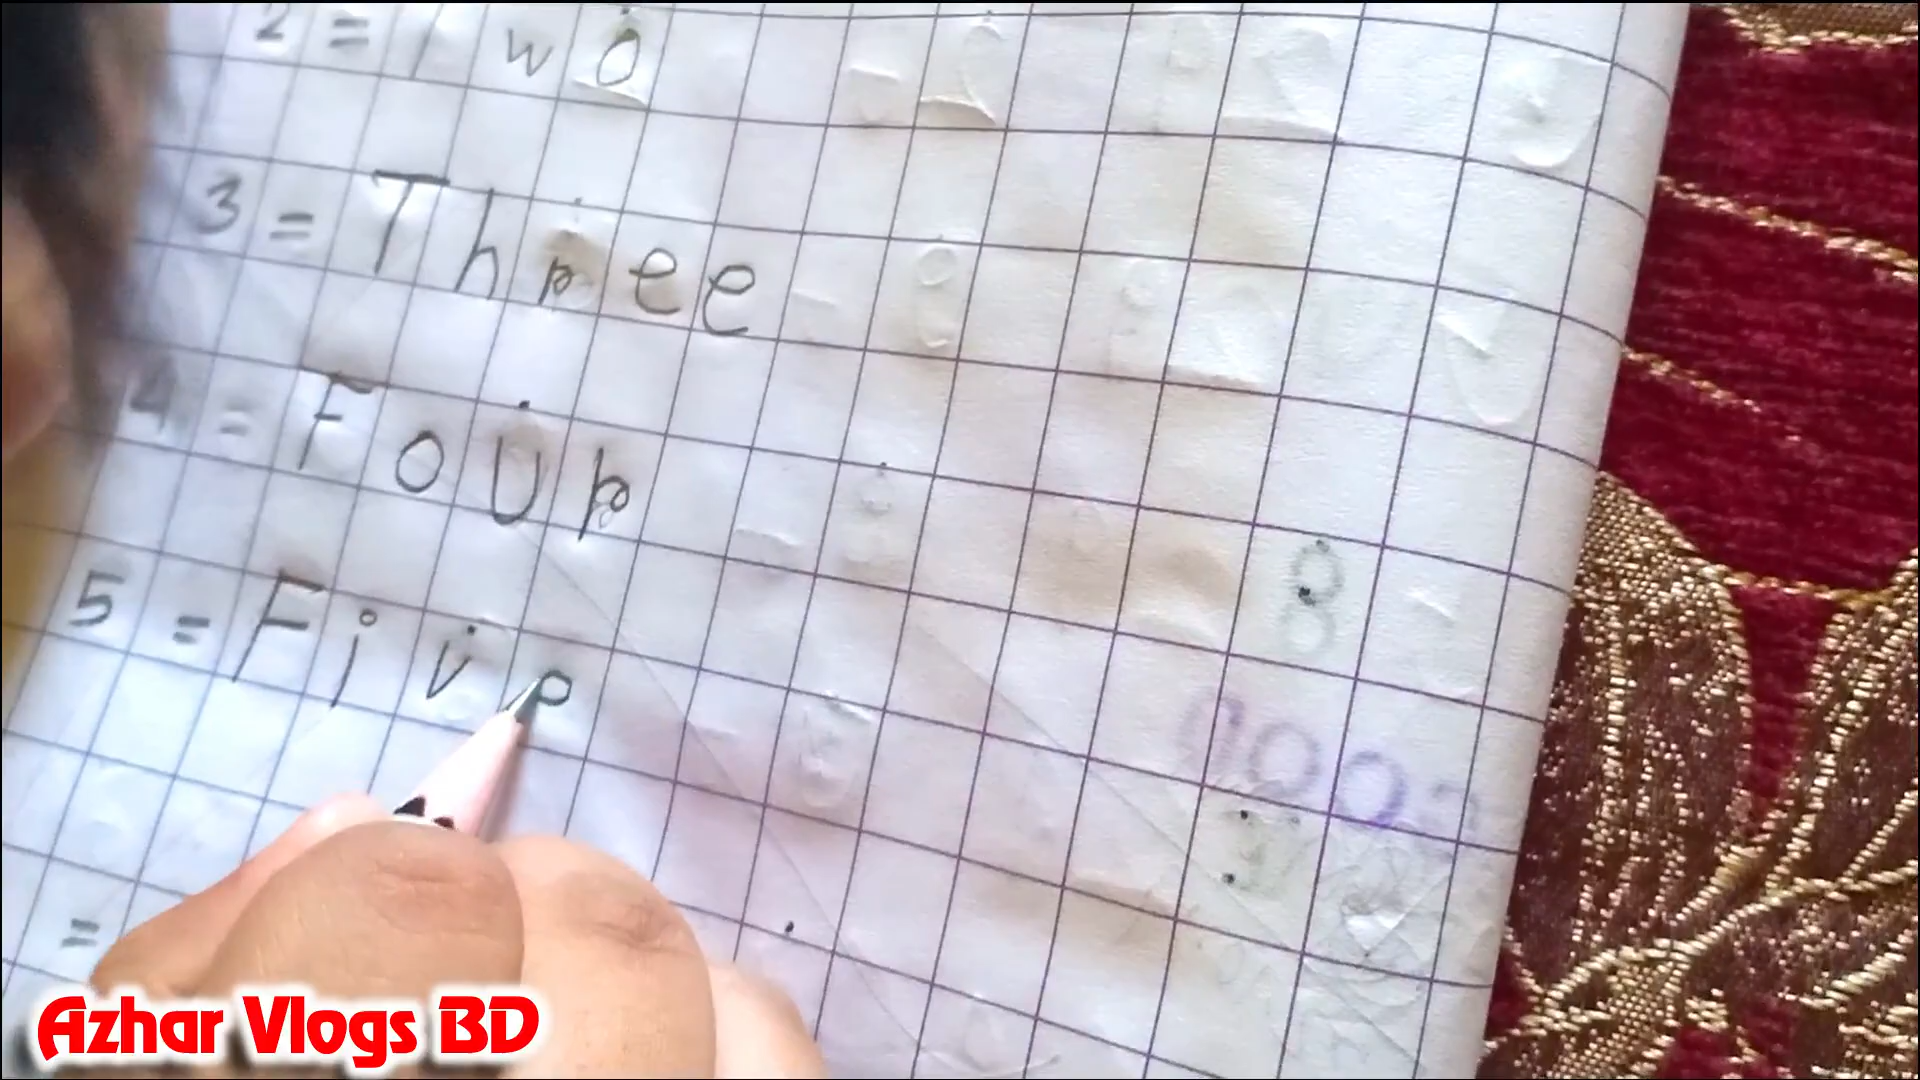 2 = Two
3 = Three
4 = Four
5 = Five
=
Azhar Vlogs BD